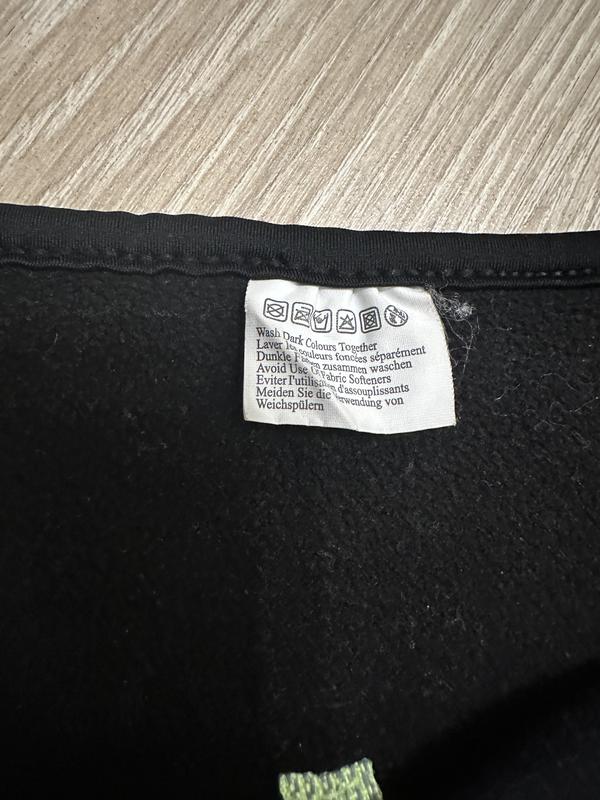 Wash Dark Colours Together
Laver les couleurs foncées séparément
Dunkle zusammen waschen
Avoid Use Of Fabric Softeners
Eviter l'utilisation d'assouplissants
Meiden Sie die Verwendung von
Weichspülern